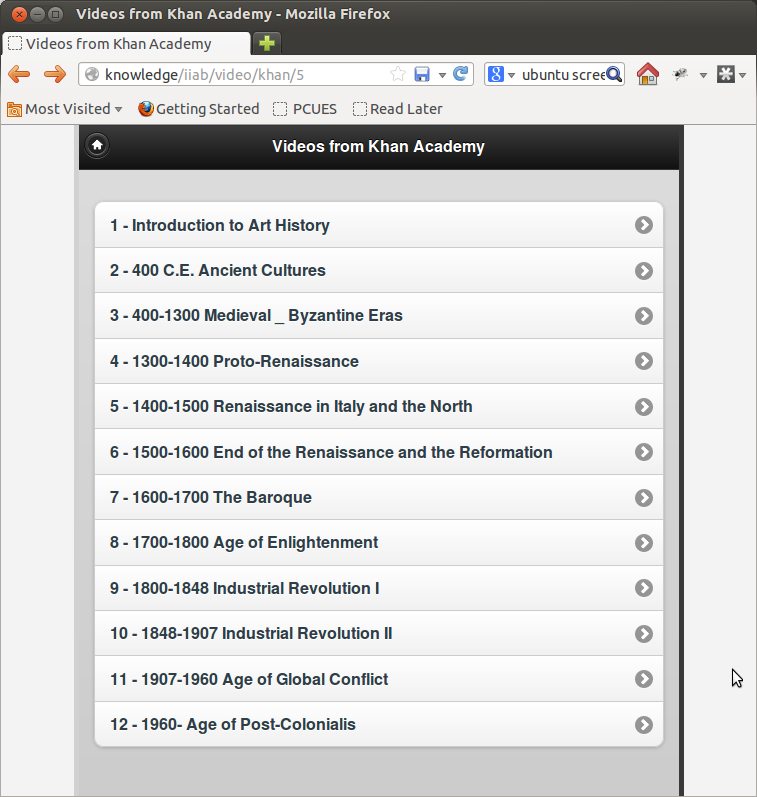 Videos from Khan Academy - Mozilla Firefox
Videos from Khan Academy
knowledge/iiab/video/khan/5
8 ubuntu scree
Most Visited Getting Started PCUES Read Later
Videos from Khan Academy
1 - Introduction to Art History
2 - 400 C.E. Ancient Cultures
3 - 400-1300 Medieval _ Byzantine Eras
4 - 1300-1400 Proto-Renaissance
5 - 1400-1500 Renaissance in Italy and the North
6 - 1500-1600 End of the Renaissance and the Reformation
7 - 1600-1700 The Baroque
8 - 1700-1800 Age of Enlightenment
9 - 1800-1848 Industrial Revolution I
10 - 1848-1907 Industrial Revolution II
11 - 1907-1960 Age of Global Conflict
12 - 1960- Age of Post-Colonialis